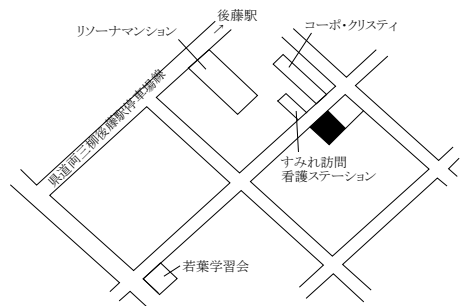 後藤駅
リソーナマンション
コーポ・クリスティ
県道両三柳後藤駅停車場線
すみれ訪問
看護ステーション
若葉学習会